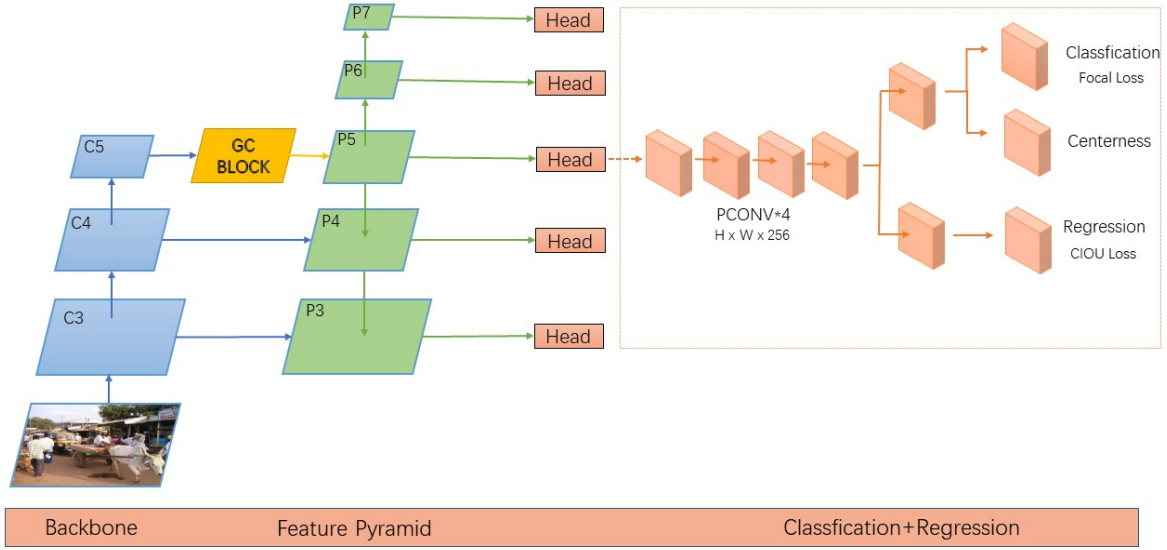 P7
Head
P6
Head
C5
GC
BLOCK
P5
Head
C4
P4
Head
C3
P3
Head
Classfication
Focal Loss
Centerness
PCONV*4
H x W x 256
Regression
CIOU Loss
Backbone
Feature Pyramid
Classfication+Regression